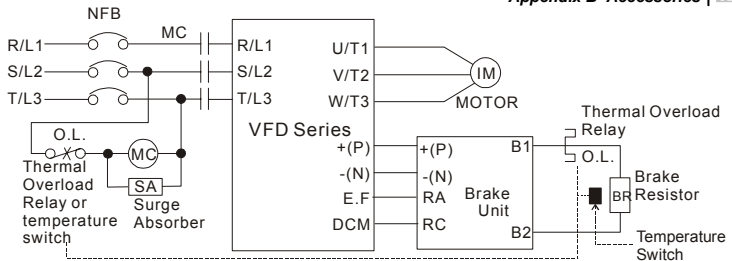 Appendix B Accessories |
NFB
MC
R/L1
S/L2
T/L3
R/L1
S/L2
T/L3
U/T1
V/T2
W/T3
IM
MOTOR
VFD Series
+(P)
-(N)
E.F
DCM
+(P)
-(N)
RA
RC
Brake
Unit
B1
B2
Thermal Overload
Relay
O.L.
BR
Brake
Resistor
Temperature
Switch
O.L.
MC
SA
Thermal
Overload
Relay or
temperature
switch
Surge
Absorber